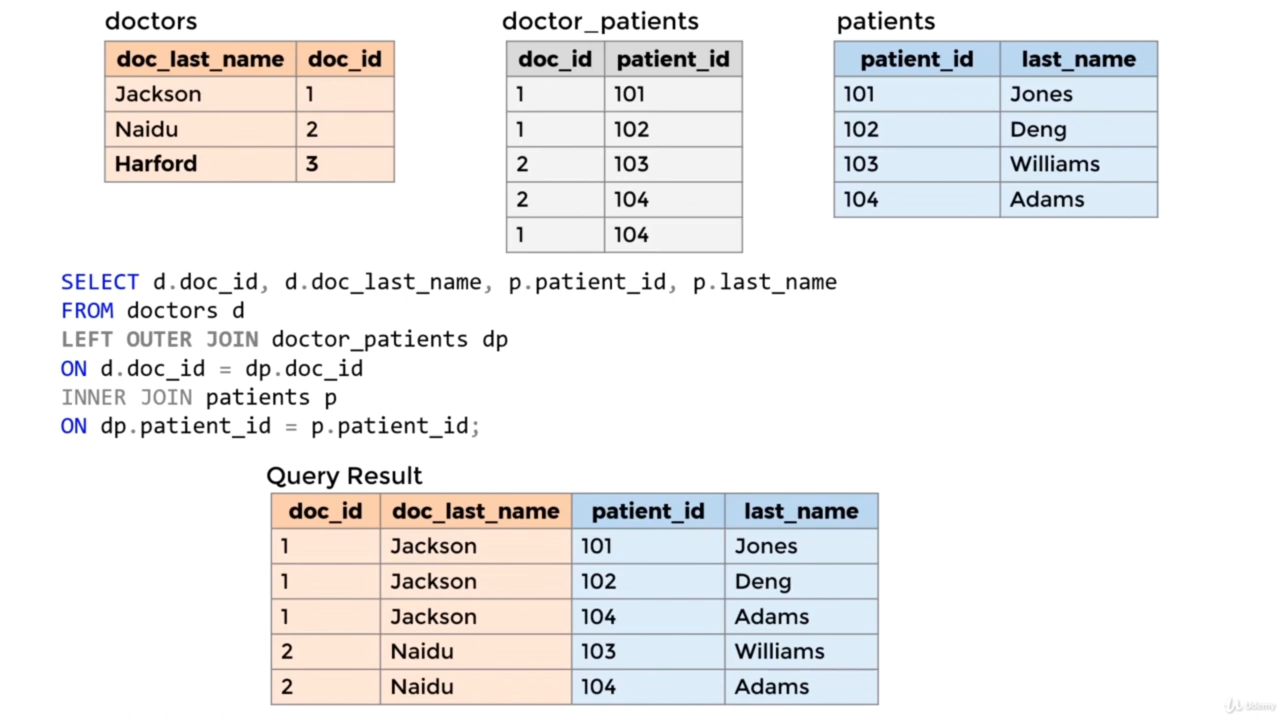 doctors doctor_patients patients
doc_last_name doc_id doc_id patient_id patient_id last_name
Jackson 1 1 101 101 Jones
Naidu 2 1 102 102 Deng
Harford 3 2 103 103 Williams
2 104 104 Adams
1 104
SELECT d.doc_id, d.doc_last_name, p.patient_id, p.last_name
FROM doctors d
LEFT OUTER JOIN doctor_patients dp
ON d.doc_id = dp.doc_id
INNER JOIN patients p
ON dp.patient_id = p.patient_id;
Query Result
doc_id doc_last_name patient_id last_name
1 Jackson 101 Jones
1 Jackson 102 Deng
1 Jackson 104 Adams
2 Naidu 103 Williams
2 Naidu 104 Adams
Udemy